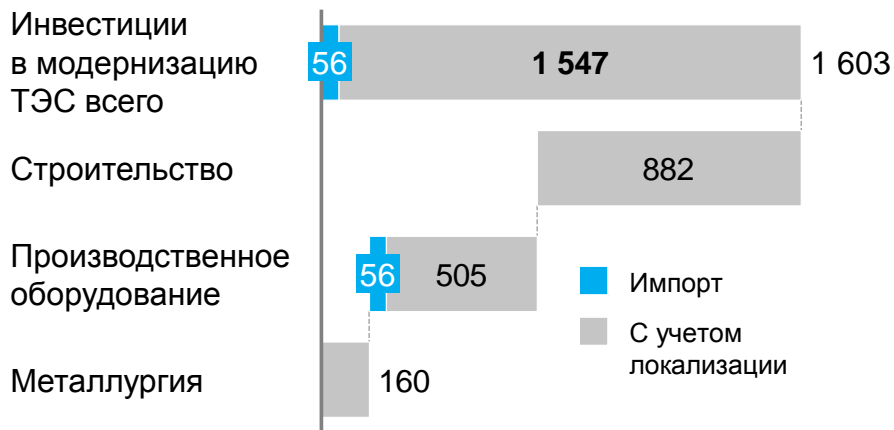 Инвестиции
в модернизацию
ТЭС всего
56
1 547
1 603
Строительство
882
Производственное
оборудование
56
505
Импорт
С учетом
локализации
Металлургия
160